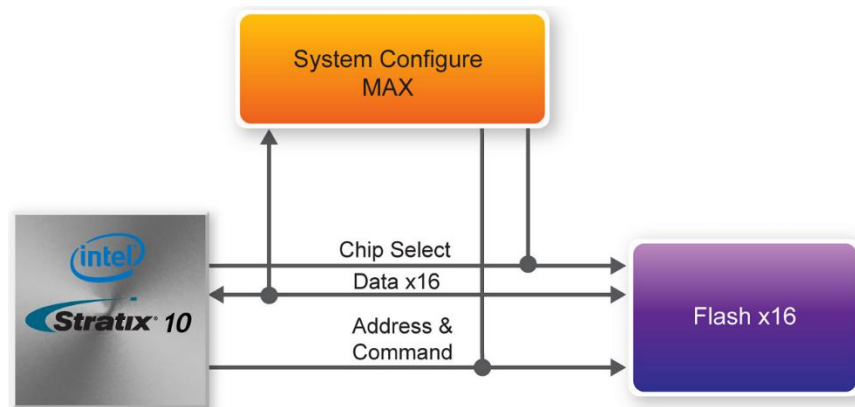 System Configure
MAX
Chip Select
Data x16
Address &
Command
intel
Stratix® 10
Flash x16